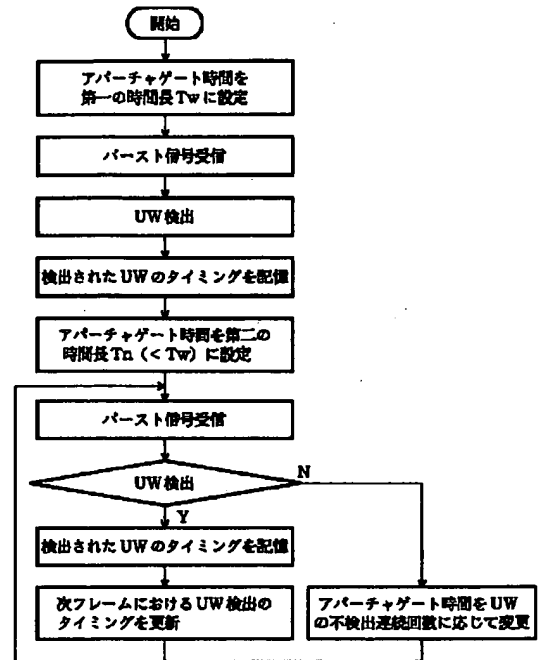 開始
アパーチャゲート時間を
第一の時間長Twに設定
バースト信号受信
UW検出
検出されたUWのタイミングを記憶
アパーチャゲート時間を第二の
時間長Tn（< Tw）に設定
バースト信号受信
UW検出
N
Y
検出されたUWのタイミングを記憶
次フレームにおけるUW検出の
タイミングを更新
アパーチャゲート時間をUW
の不検出連続回数に応じて変更